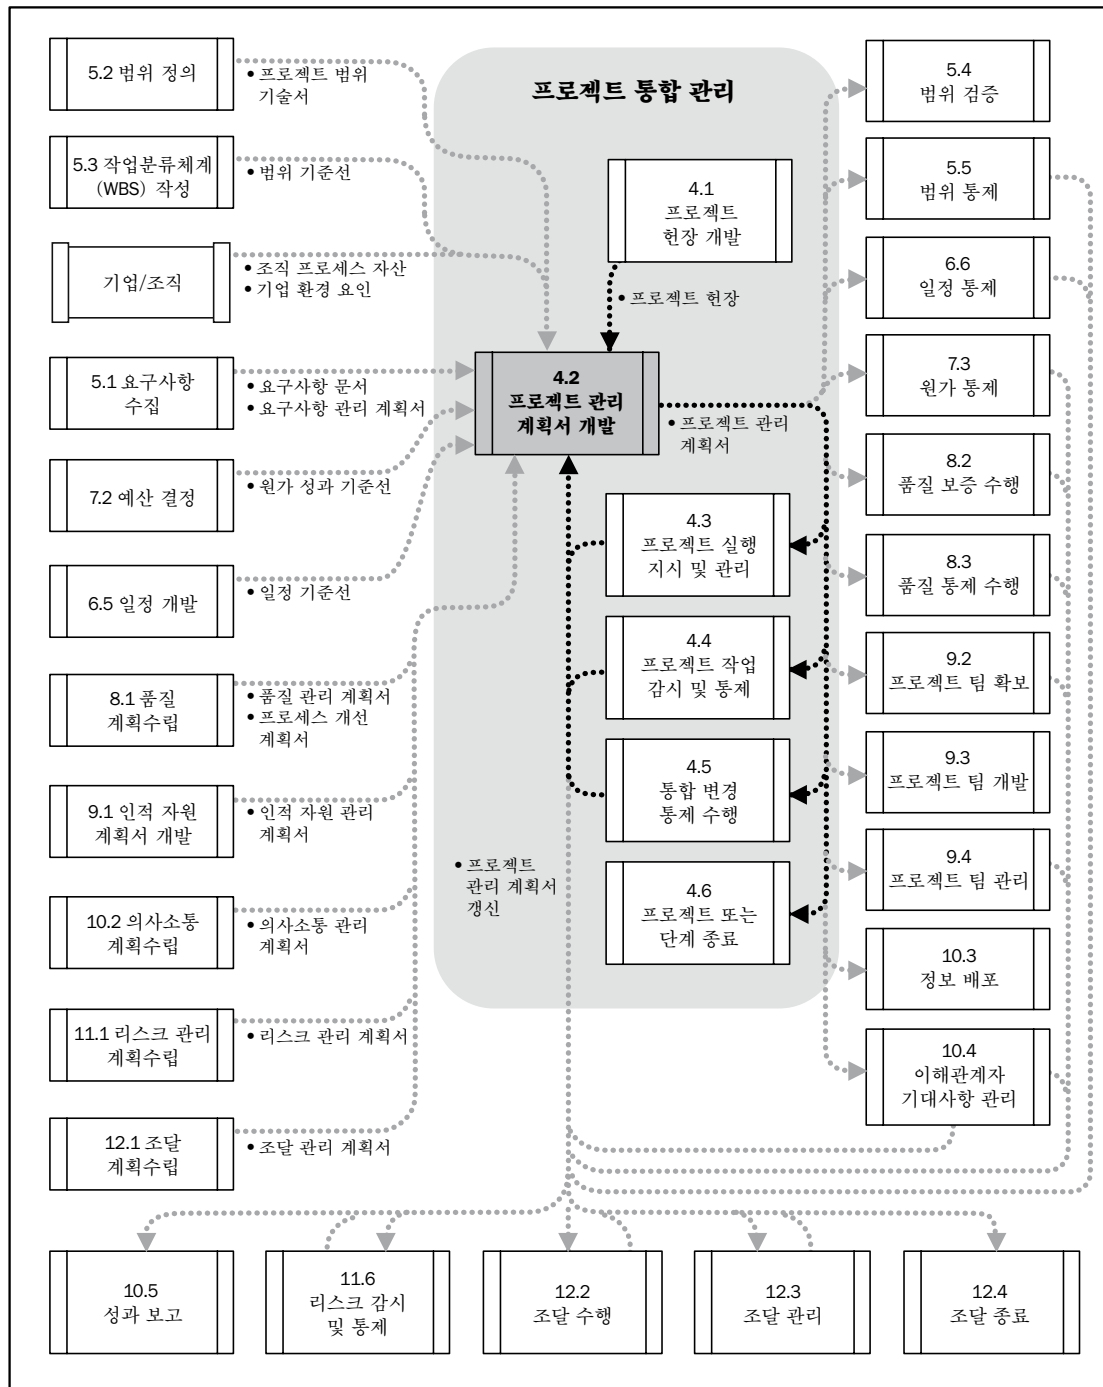 프로젝트 통합 관리
5.2 범위 정의
• 프로젝트 범위
기술서
5.3 작업분류체계
(WBS) 작성
• 범위 기준선
기업/조직
• 조직 프로세스 자산
• 기업 환경 요인
5.1 요구사항
수집
• 요구사항 문서
• 요구사항 관리 계획서
7.2 예산 결정
• 원가 성과 기준선
6.5 일정 개발
• 일정 기준선
8.1 품질
계획수립
• 품질 관리 계획서
• 프로세스 개선
계획서
9.1 인적 자원
계획서 개발
• 인적 자원 관리
계획서
10.2 의사소통
계획수립
• 의사소통 관리
계획서
11.1 리스크 관리
계획수립
• 리스크 관리 계획서
12.1 조달
계획수립
• 조달 관리 계획서
4.1
프로젝트
헌장 개발
• 프로젝트 헌장
4.2
프로젝트 관리
계획서 개발
• 프로젝트 관리
계획서
4.3
프로젝트 실행
지시 및 관리
4.4
프로젝트 작업
감시 및 통제
4.5
통합 변경
통제 수행
• 프로젝트
관리 계획서
갱신
4.6
프로젝트 또는
단계 종료
5.4
범위 검증
5.5
범위 통제
6.6
일정 통제
7.3
원가 통제
8.2
품질 보증 수행
8.3
품질 통제 수행
9.2
프로젝트 팀 확보
9.3
프로젝트 팀 개발
9.4
프로젝트 팀 관리
10.3
정보 배포
10.4
이해관계자
기대사항 관리
10.5
성과 보고
11.6
리스크 감시
및 통제
12.2
조달 수행
12.3
조달 관리
12.4
조달 종료